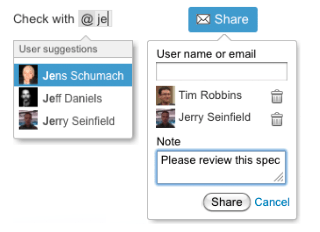 Check with @ je
User suggestions
Jens Schumach
Jeff Daniels
Jerry Seinfield
Share
User name or email
Tim Robbins
Jerry Seinfield
Note
Please review this spec
Share Cancel